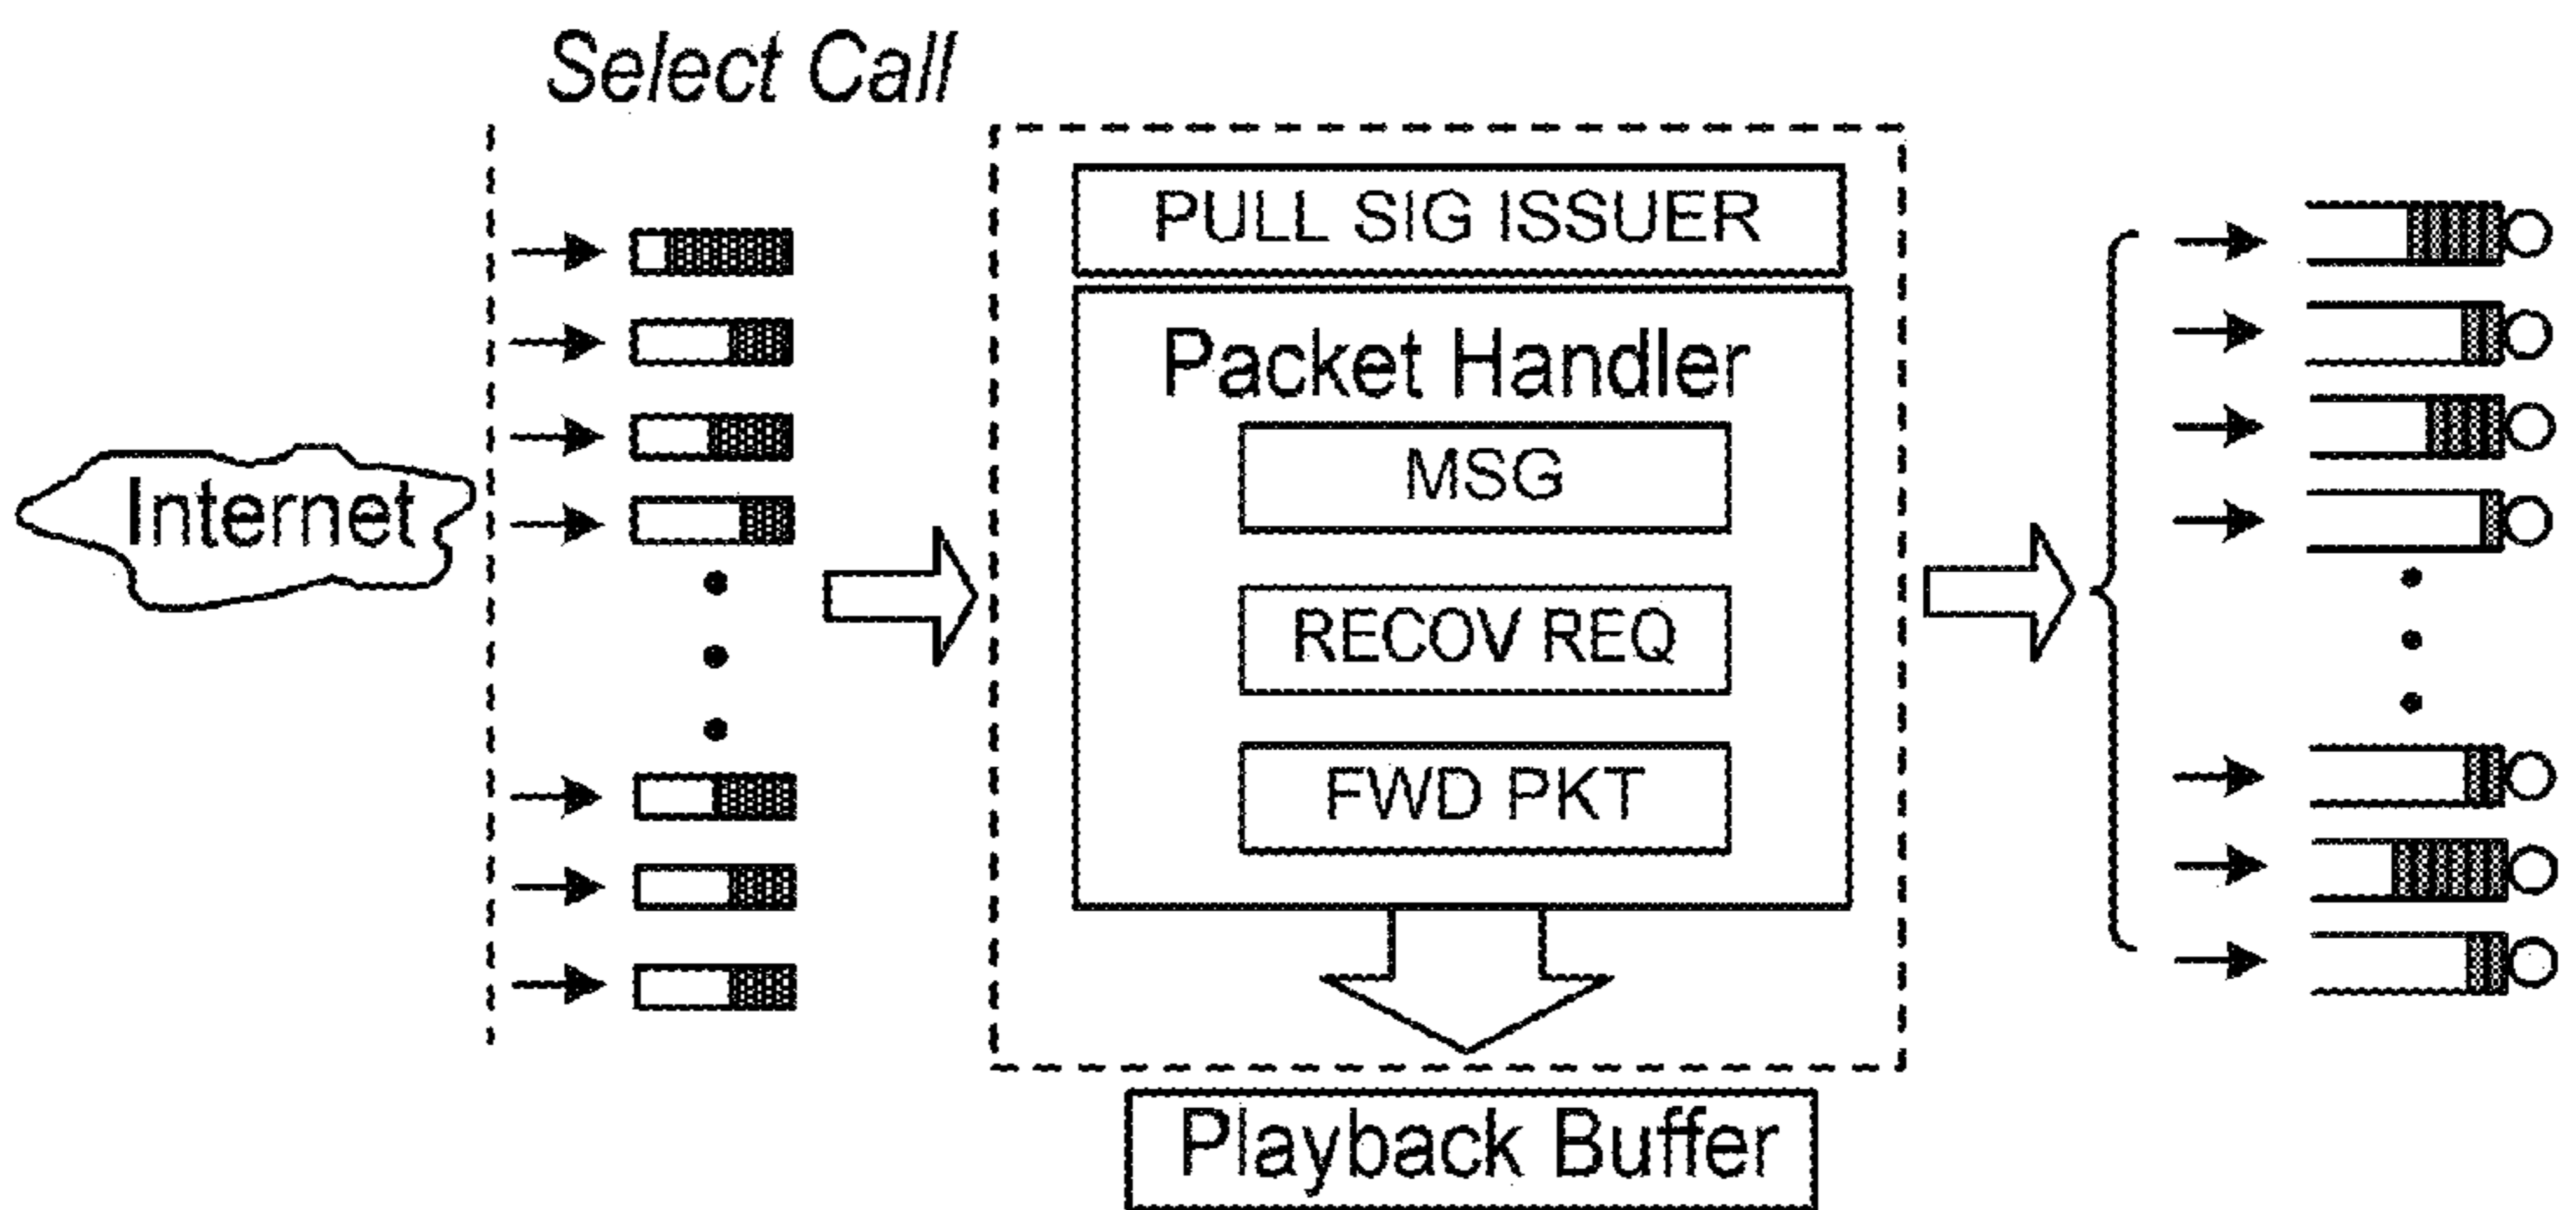 Select Call
PULL SIG ISSUER
Packet Handler
MSG
Internet
RECOV REQ
FWD PKT
Playback Buffer